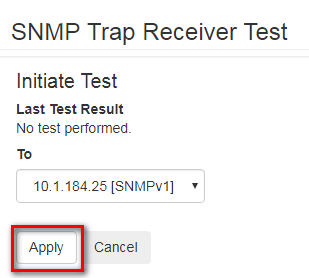 SNMP Trap Receiver Test
Initiate Test
Last Test Result
No test performed.
To
10.1.184.25 [SNMPv1]
Apply Cancel